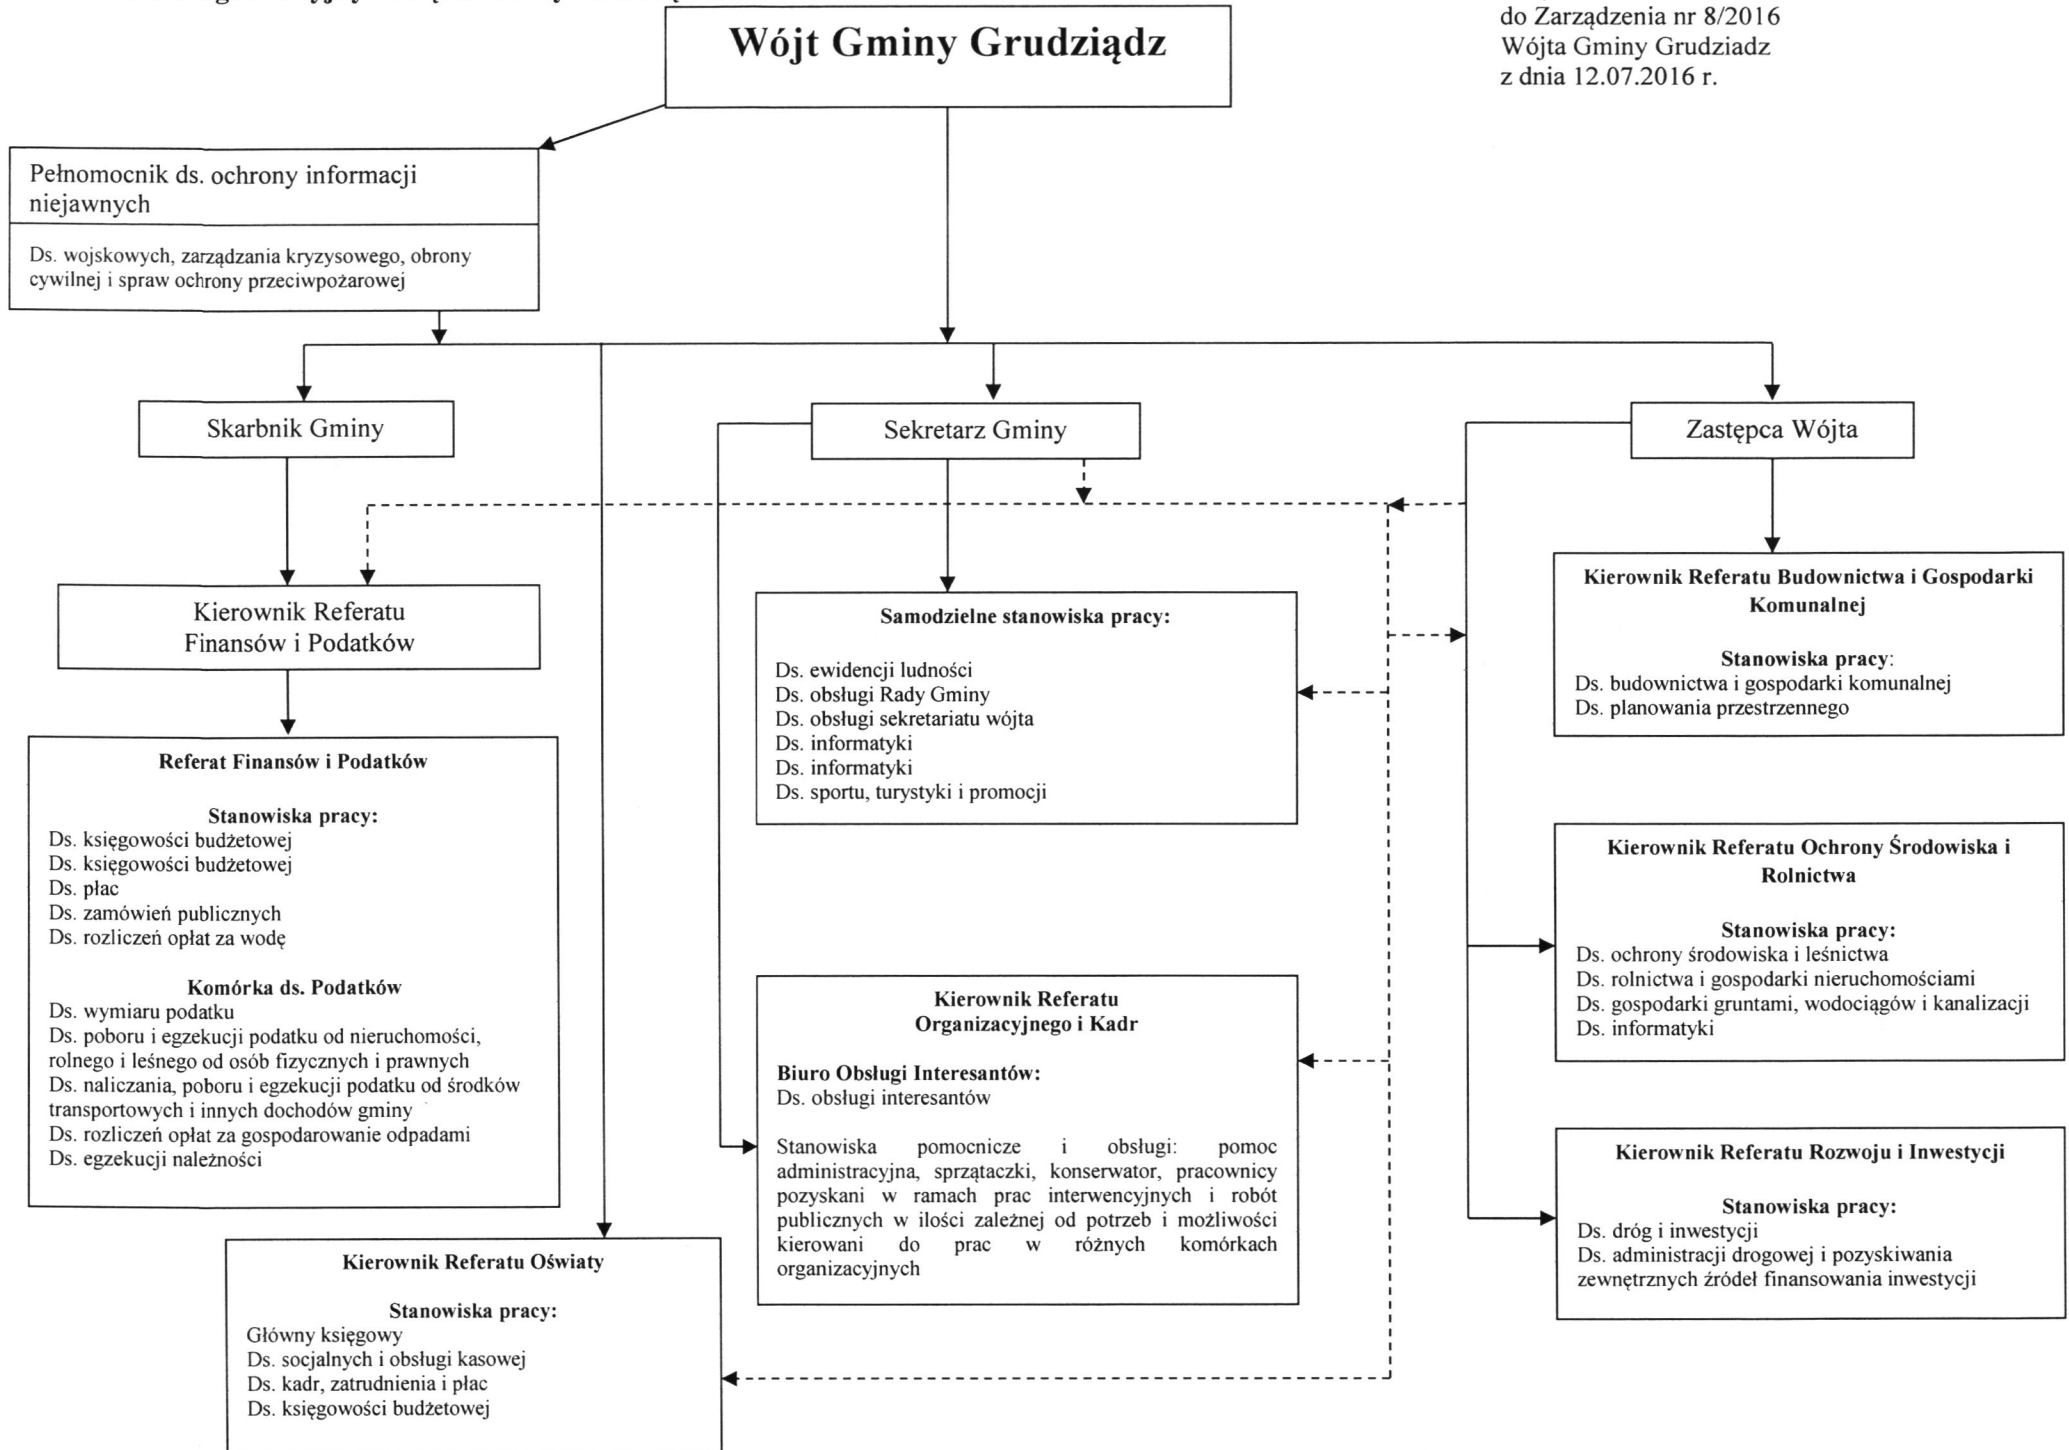 Wójt Gminy Grudziądz
do Zarządzenia nr 8/2016
Wójta Gminy Grudziadz
z dnia 12.07.2016 r.
Pełnomocnik ds. ochrony informacji
niejawnych
Ds. wojskowych, zarządzania kryzysowego, obrony
cywilnej i spraw ochrony przeciwpożarowej
Skarbnik Gminy
Sekretarz Gminy
Zastępca Wójta
Kierownik Referatu
Finansów i Podatków
Referat Finansów i Podatków
Stanowiska pracy:
Ds. księgowości budżetowej
Ds. księgowości budżetowej
Ds. płac
Ds. zamówień publicznych
Ds. rozliczeń opłat za wodę
Komórka ds. Podatków
Ds. wymiaru podatku
Ds. poboru i egzekucji podatku od nieruchomości,
rolnego i leśnego od osób fizycznych i prawnych
Ds. naliczania, poboru i egzekucji podatku od środków
transportowych i innych dochodów gminy
Ds. rozliczeń opłat za gospodarowanie odpadami
Ds. egzekucji należności
Kierownik Referatu Oświaty
Stanowiska pracy:
Główny księgowy
Ds. socjalnych i obsługi kasowej
Ds. kadr, zatrudnienia i płac
Ds. księgowości budżetowej
Samodzielne stanowiska pracy:
Ds. ewidencji ludności
Ds. obsługi Rady Gminy
Ds. obsługi sekretariatu wójta
Ds. informatyki
Ds. informatyki
Ds. sportu, turystyki i promocji
Kierownik Referatu
Organizacyjnego i Kadr
Biuro Obsługi Interesantów:
Ds. obsługi interesantów
Stanowiska pomocnicze i obsługi: pomoc
administracyjna, sprzątaczki, konserwator, pracownicy
pozyskani w ramach prac interwencyjnych i robót
publicznych w ilości zależnej od potrzeb i możliwości
kierowani do prac w różnych komórkach
organizacyjnych
Kierownik Referatu Budownictwa i Gospodarki
Komunalnej
Stanowiska pracy:
Ds. budownictwa i gospodarki komunalnej
Ds. planowania przestrzennego
Kierownik Referatu Ochrony Środowiska i
Rolnictwa
Stanowiska pracy:
Ds. ochrony środowiska i leśnictwa
Ds. rolnictwa i gospodarki nieruchomościami
Ds. gospodarki gruntami, wodociągów i kanalizacji
Ds. informatyki
Kierownik Referatu Rozwoju i Inwestycji
Stanowiska pracy:
Ds. dróg i inwestycji
Ds. administracji drogowej i pozyskiwania
zewnętrznych źródeł finansowania inwestycji